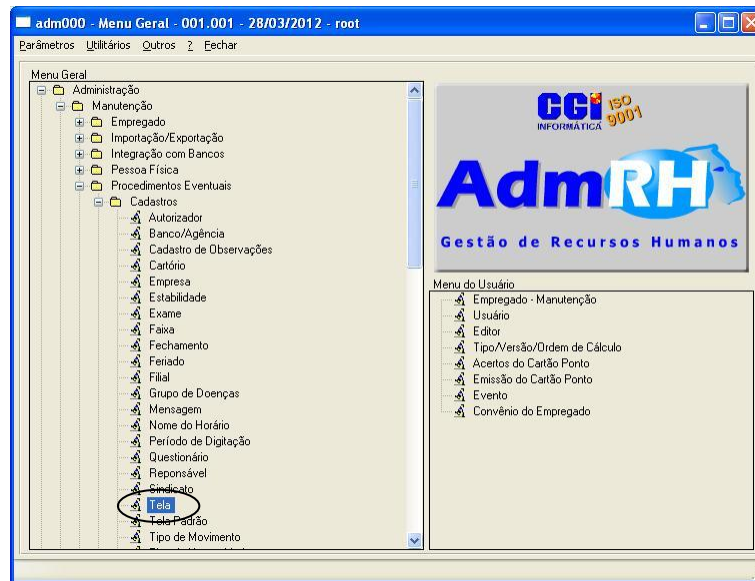 adm000 - Menu Geral - 001.001 - 28/03/2012 - root
Parâmetros Utilitários Outros ? Fechar
Menu Geral
Administração
Manutenção
Empregado
Importação/Exportação
Integração com Bancos
Pessoa Física
Procedimentos Eventuais
Cadastros
Autorizador
Banco/Agência
Cadastro de Observações
Cartório
Empresa
Estabilidade
Exame
Faixa
Fechamento
Feriado
Filial
Grupo de Doenças
Mensagem
Nome do Horário
Período de Digitação
Questionário
Reponsável
Sindicato
Tela
Tela Padrão
Tipo de Movimento
CGI ISO
INFORMÁTICA 9001
AdmRH
Gestão de Recursos Humanos
Menu do Usuário
Empregado - Manutenção
Usuário
Editor
Tipo/Versão/Ordem de Cálculo
Acertos do Cartão Ponto
Emissão do Cartão Ponto
Evento
Convênio do Empregado